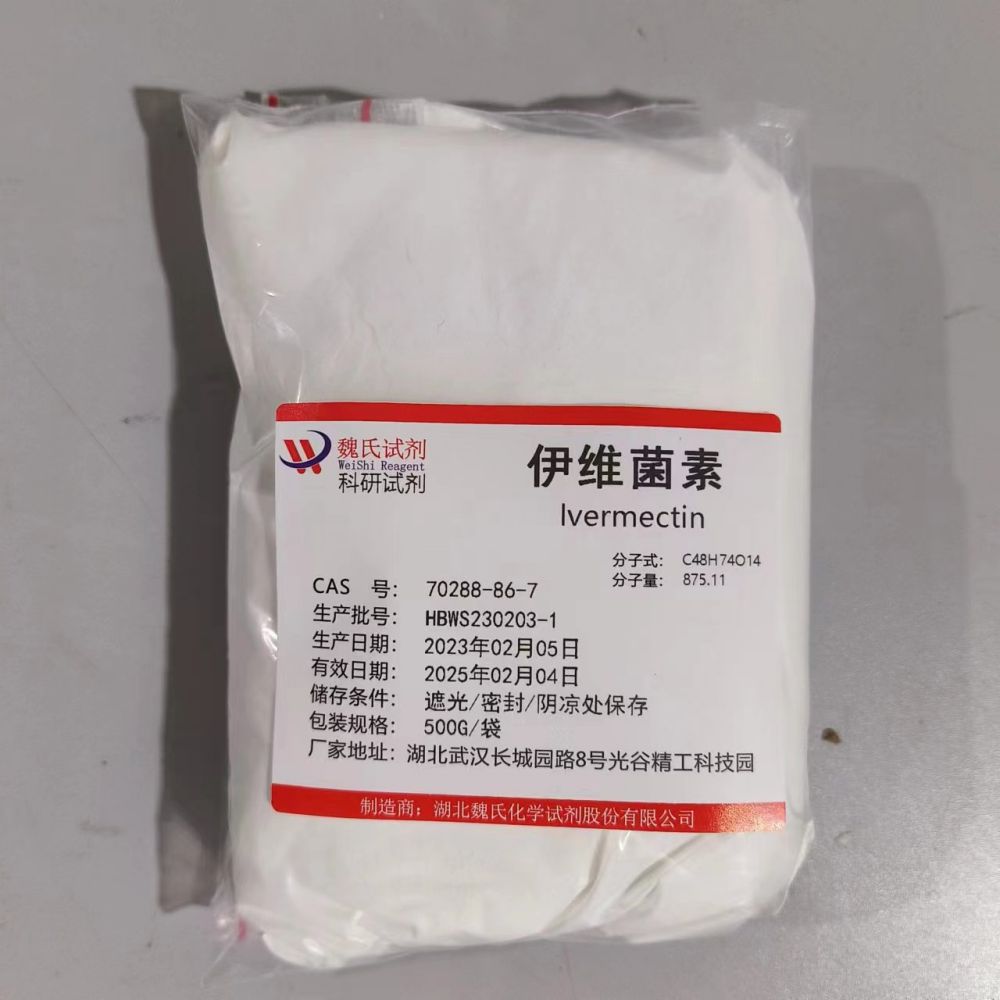 魏氏试剂
WeiShi Reagent
科研试剂
伊维菌素
Ivermectin
分子式： C48H74O14
分子量： 875.11
CAS 号： 70288-86-7
生产批号： HBWS230203-1
生产日期： 2023年02月05日
有效日期： 2025年02月04日
储存条件： 遮光/密封/阴凉处保存
包装规格： 500G/袋
厂家地址： 湖北武汉长城园路8号光谷精工科技园
制造商：湖北魏氏化学试剂股份有限公司